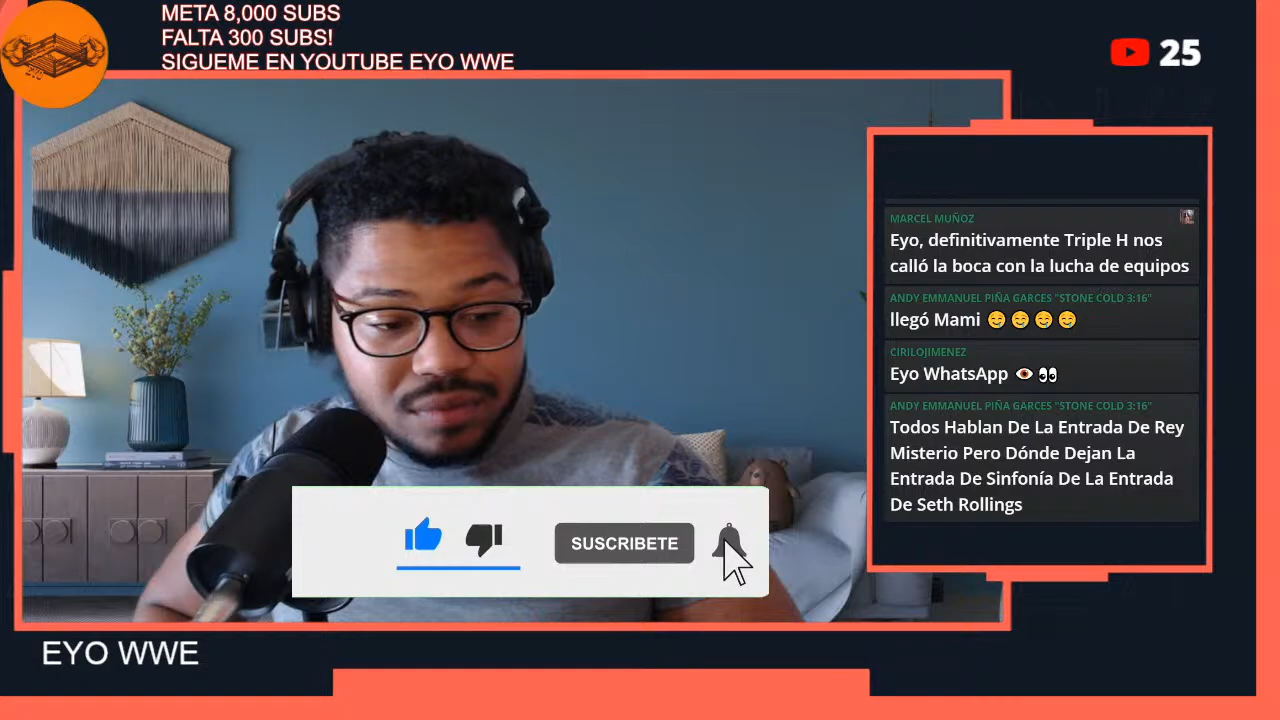 META 8,000 SUBS
FALTA 300 SUBS!
SIGUEME EN YOUTUBE EYO WWE
25
MARCEL MUÑOZ
Eyo, definitivamente Triple H nos
calló la boca con la lucha de equipos
ANDY EMMANUEL PIÑA GARCES "STONE COLD 3:16"
llegó Mami 😊 😊 🤤 🤤
CIRILOJIMENEZ
Eyo WhatsApp 👁 👀
ANDY EMMANUEL PIÑA GARCES "STONE COLD 3:16"
Todos Hablan De La Entrada De Rey
Misterio Pero Dónde Dejan La
Entrada De Sinfonía De La Entrada
De Seth Rollings
SUSCRIBETE
EYO WWE